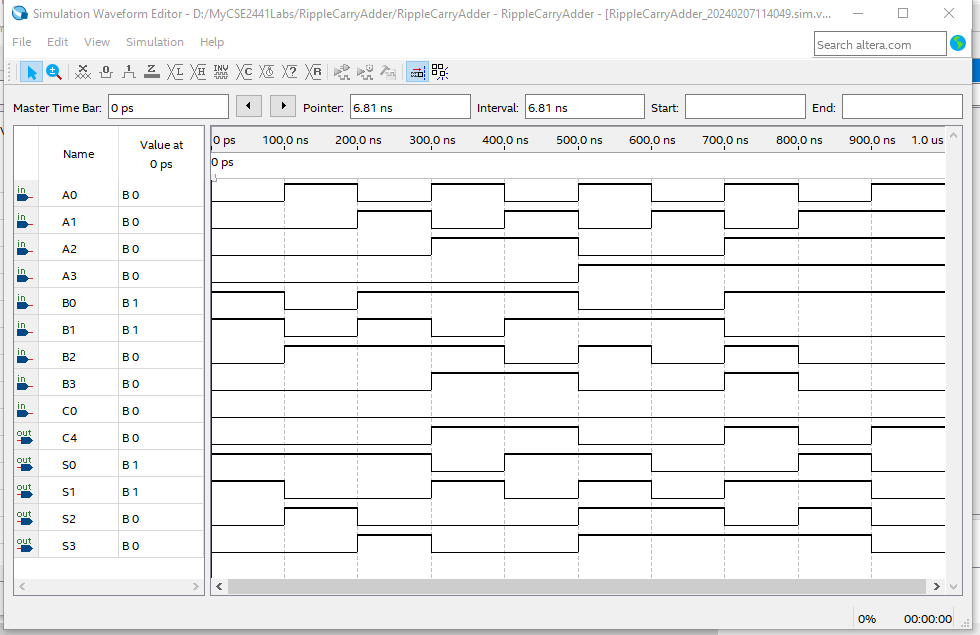 Simulation Waveform Editor - D:/MyCSE2441Labs/RippleCarryAdder/RippleCarryAdder - RippleCarryAdder - [RippleCarryAdder_20240207114049.sim.v...
File Edit View Simulation Help
Search altera.com
Master Time Bar: 0 ps Pointer: 6.81 ns Interval: 6.81 ns Start: End:
Name Value at 0 ps
0 ps 100.0 ns 200.0 ns 300.0 ns 400.0 ns 500.0 ns 600.0 ns 700.0 ns 800.0 ns 900.0 ns 1.0 us
0 ps
in A0 B 0
in A1 B 0
in A2 B 0
in A3 B 0
in B0 B 1
in B1 B 1
in B2 B 0
in B3 B 0
in C0 B 0
out C4 B 0
out S0 B 1
out S1 B 1
out S2 B 0
out S3 B 0
0% 00:00:00